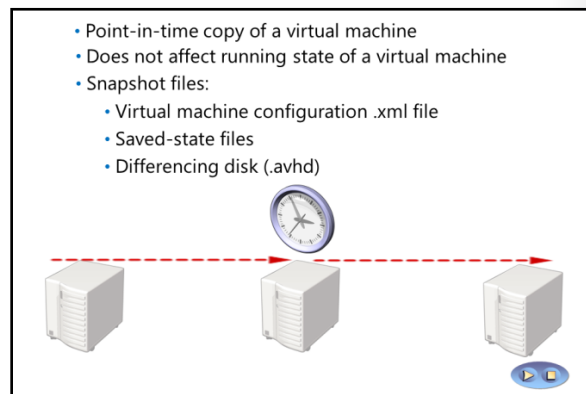 • Point-in-time copy of a virtual machine
• Does not affect running state of a virtual machine
• Snapshot files:
• Virtual machine configuration .xml file
• Saved-state files
• Differencing disk (.avhd)